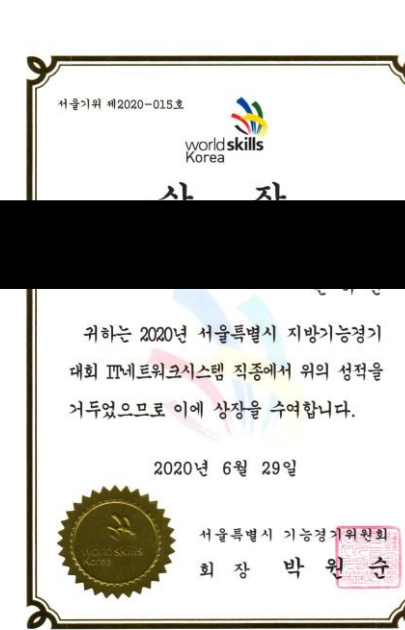 서울기위 제2020-015호
worldskills
Korea
상 장
귀하는 2020년 서울특별시 지방기능경기
대회 IT네트워크시스템 직종에서 위의 성적을
거두었으므로 이에 상장을 수여합니다.
2020년 6월 29일
worldskills
Korea
서울특별시 기능경기위원회
회 장 박 원 순